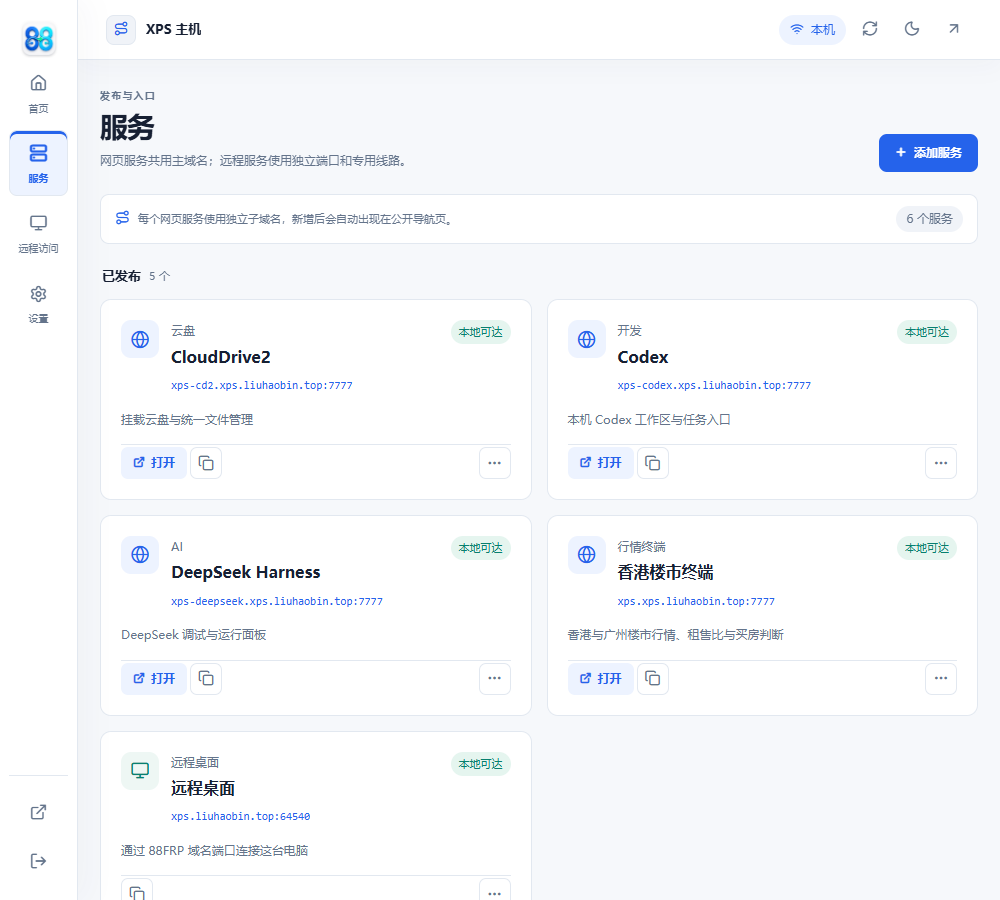 88
首页
服务
远程访问
设置
XPS 主机
本机
发布与入口
服务
网页服务共用主域名；远程服务使用独立端口和专用线路。
+ 添加服务
每个网页服务使用独立子域名，新增后会自动出现在公开导航页。
6 个服务
已发布 5 个
云盘
本地可达
CloudDrive2
xps-cd2.xps.liuhaobin.top:7777
挂载云盘与统一文件管理
打开
开发
本地可达
Codex
xps-codex.xps.liuhaobin.top:7777
本机 Codex 工作区与任务入口
打开
AI
本地可达
DeepSeek Harness
xps-deepseek.xps.liuhaobin.top:7777
DeepSeek 调试与运行面板
打开
行情终端
本地可达
香港楼市终端
xps.xps.liuhaobin.top:7777
香港与广州楼市行情、租售比与买房判断
打开
远程桌面
本地可达
远程桌面
xps.liuhaobin.top:64540
通过 88FRP 域名端口连接这台电脑